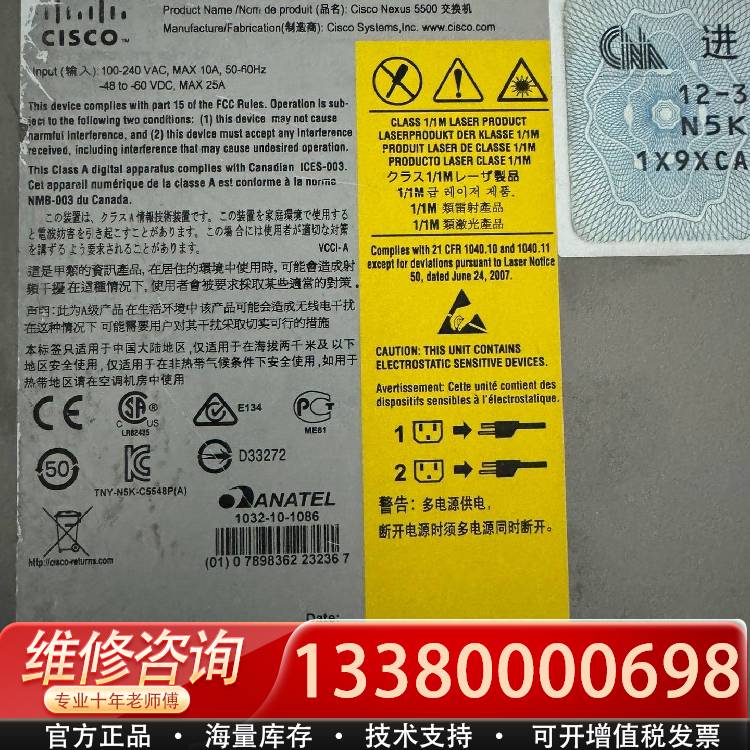 CISCO™
Product Name /Nom de produit (品名): Cisco Nexus 5500 交换机
Manufacture/Fabrication(制造商): Cisco Systems,Inc. www.cisco.com
Input (输入): 100-240 VAC, MAX 10A, 50-60Hz
-48 to -60 VDC, MAX 25A
This device complies with part 15 of the FCC Rules. Operation is sub-
ject to the following two conditions: (1) this device may not cause
harmful interference, and (2) this device must accept any interference
received, including interference that may cause undesired operation.
This Class A digital apparatus complies with Canadian ICES-003.
Cet appareil numérique de la classe A est conforme à la norme
NMB-003 du Canada.
この装置は、クラスA情報技術装置です。この装置を家庭環境で使用する
と電波妨害を引き起こすことがあります。この場合には使用者が適切な対策
を講ずるよう要求されることがあります。 VCCI-A
這是甲類的資訊產品，在居住的環境中使用時，可能會造成射
頻干擾在這種情況下，使用者會被要求採取某些適當的對策。
声明：此为A级产品在生活环境中该产品可能会造成无线电干扰
在这种情况下可能需要用户对其干扰采取切实可行的措施
本标签只适用于中国大陆地区，仅适用于在海拔两千米及以下
地区安全使用，仅适用于在非热带气候条件下安全使用，如用于
热带地区请在空调机房中使用
CE
SA
®
C US
LR82435
E134
PCT
ME61
50
D33272
TNY-N5K-C5548P(A)
ANATEL
1032-10-1086
(01) 0 7898362 23236 7
http://cisco-returns.com
Date:
CLASS 1/1M LASER PRODUCT
LASERPRODUKT DER KLASSE 1/1M
PRODUIT LASER DE CLASSE 1/1M
PRODUCTO LASER CLASE 1/1M
クラス1/1Mレーザ製品
1/1M 급 레이저 제품.
1/1M 類雷射產品
1/1M 類激光產品
Complies with 21 CFR 1040.10 and 1040.11
except for deviations pursuant to Laser Notice
50, dated June 24, 2007.
CAUTION: THIS UNIT CONTAINS
ELECTROSTATIC SENSITIVE DEVICES.
Avertissement: Cette unité contient des
dispositifs sensibles à l'électrostatique.
1
2
警告：多电源供电，
断开电源时须多电源同时断开。
CNA 进
12-3
N5K
1X9XCA
维修咨询
专业十年老师傅
13380000698
官方正品 • 海量库存 • 技术支持 • 可开增值税发票